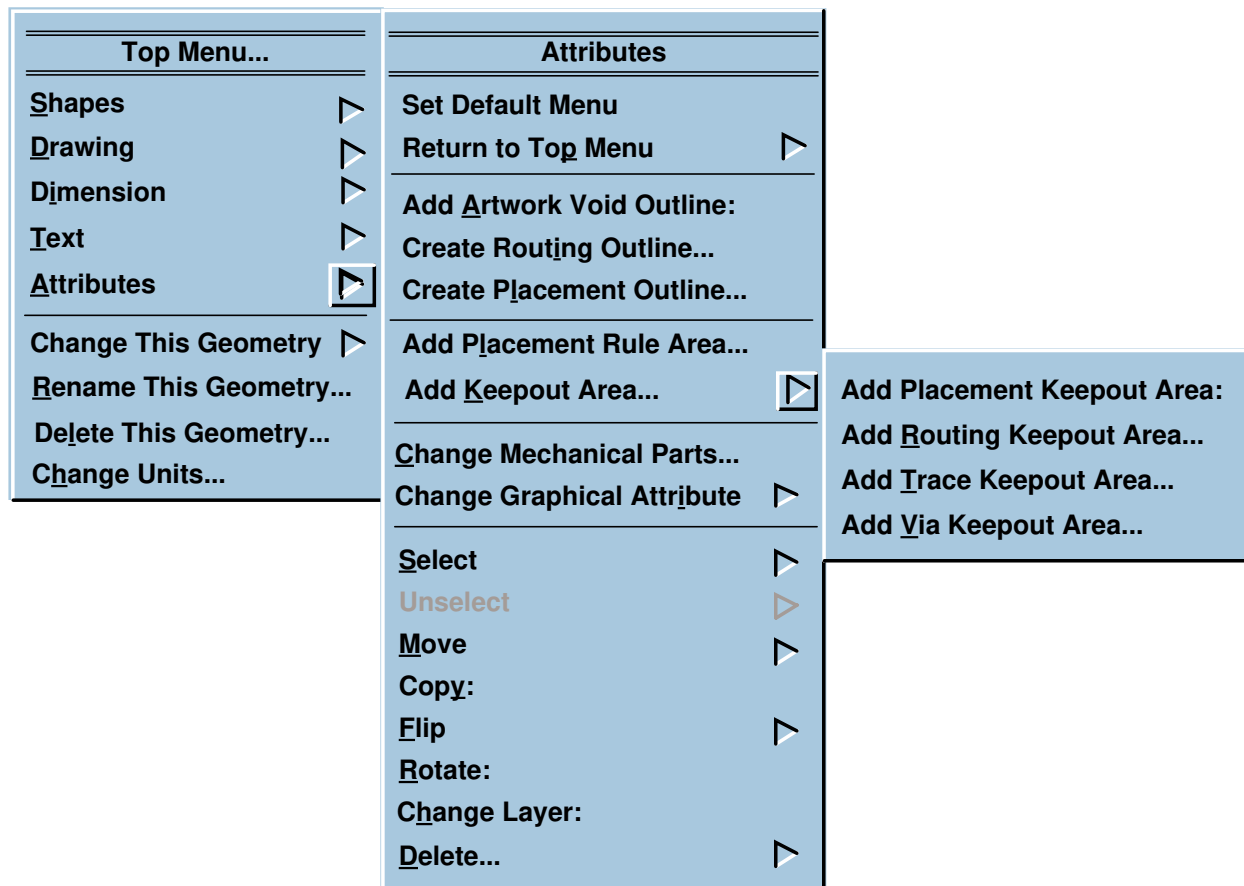 Top Menu...
Shapes
Drawing
Dimension
Text
Attributes
Change This Geometry
Rename This Geometry...
Delete This Geometry...
Change Units...
Attributes
Set Default Menu
Return to Top Menu
Add Artwork Void Outline:
Create Routing Outline...
Create Placement Outline...
Add Placement Rule Area...
Add Keepout Area...
Change Mechanical Parts...
Change Graphical Attribute
Select
Unselect
Move
Copy:
Flip
Rotate:
Change Layer:
Delete...
Add Placement Keepout Area:
Add Routing Keepout Area...
Add Trace Keepout Area...
Add Via Keepout Area...